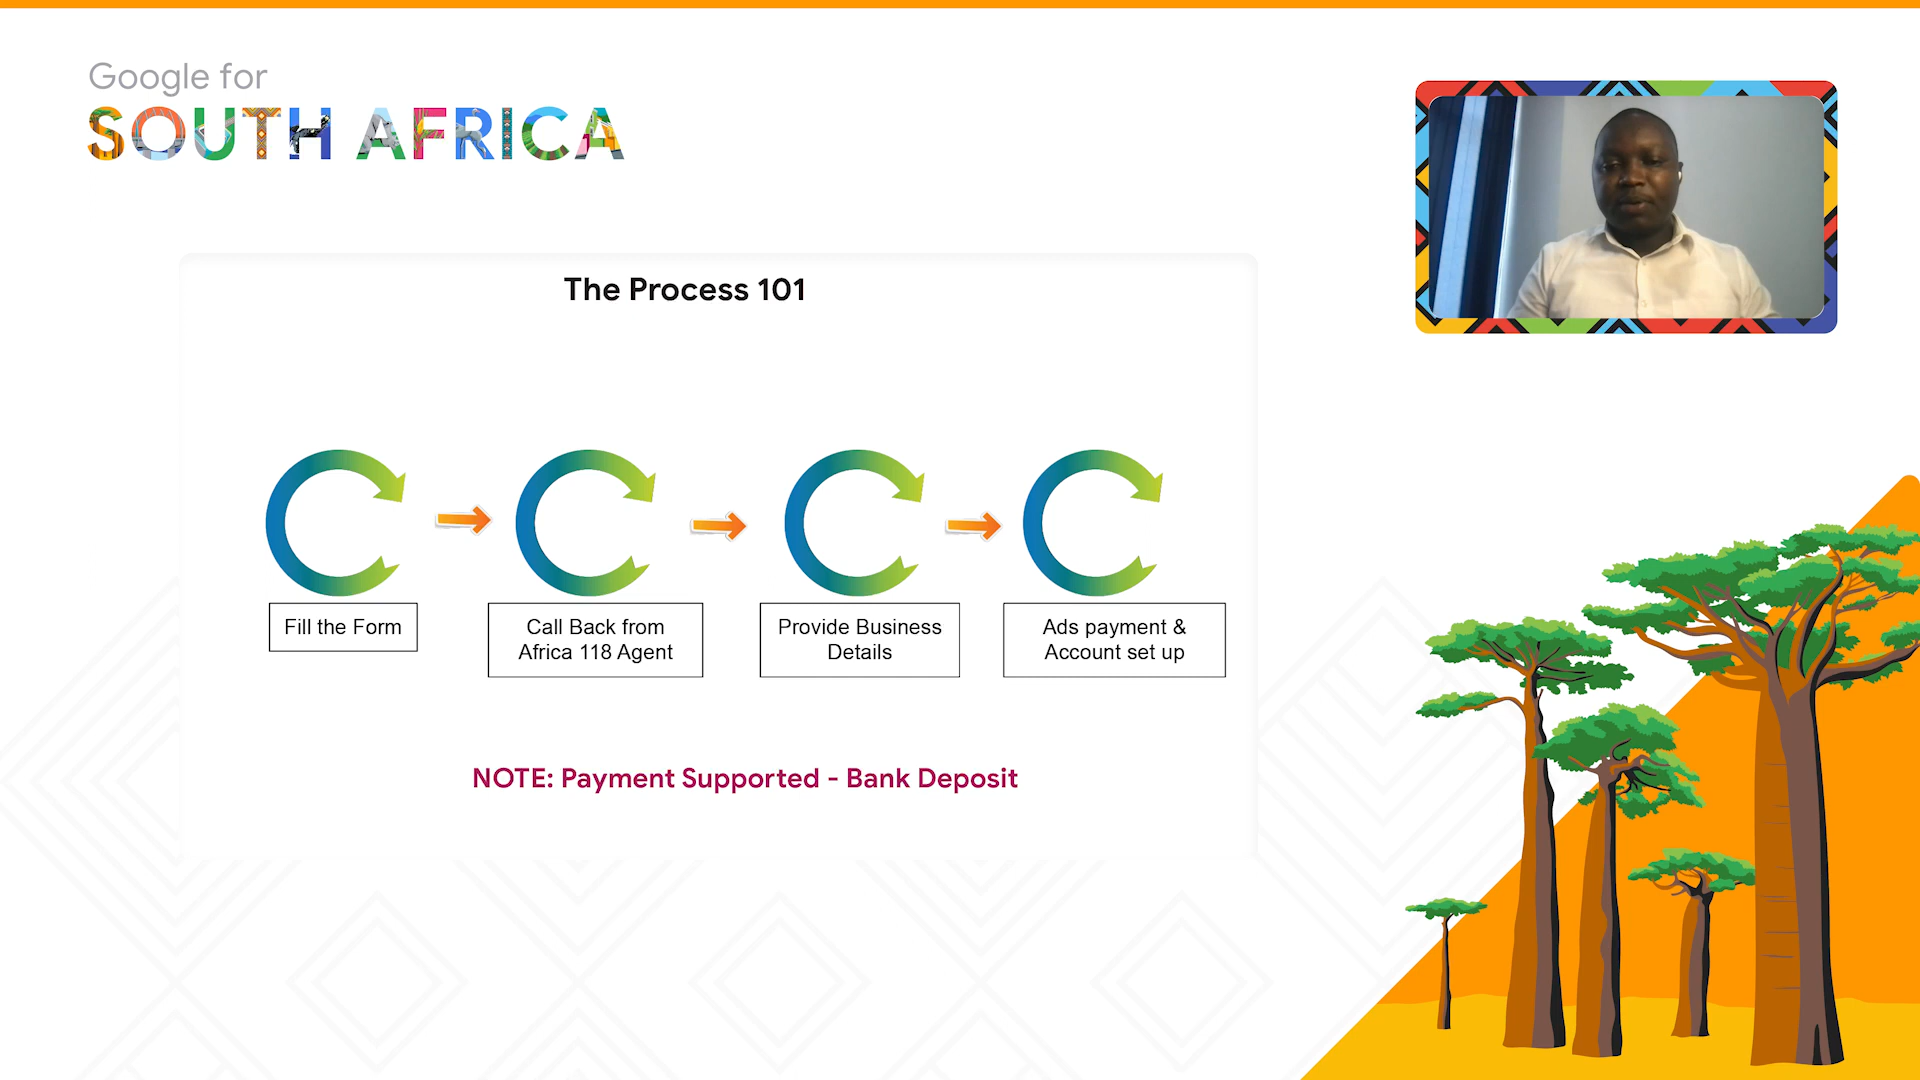 Google for
SOUTH AFRICA
The Process 101
Fill the Form
Call Back from
Africa 118 Agent
Provide Business
Details
Ads payment &
Account set up
NOTE: Payment Supported - Bank Deposit